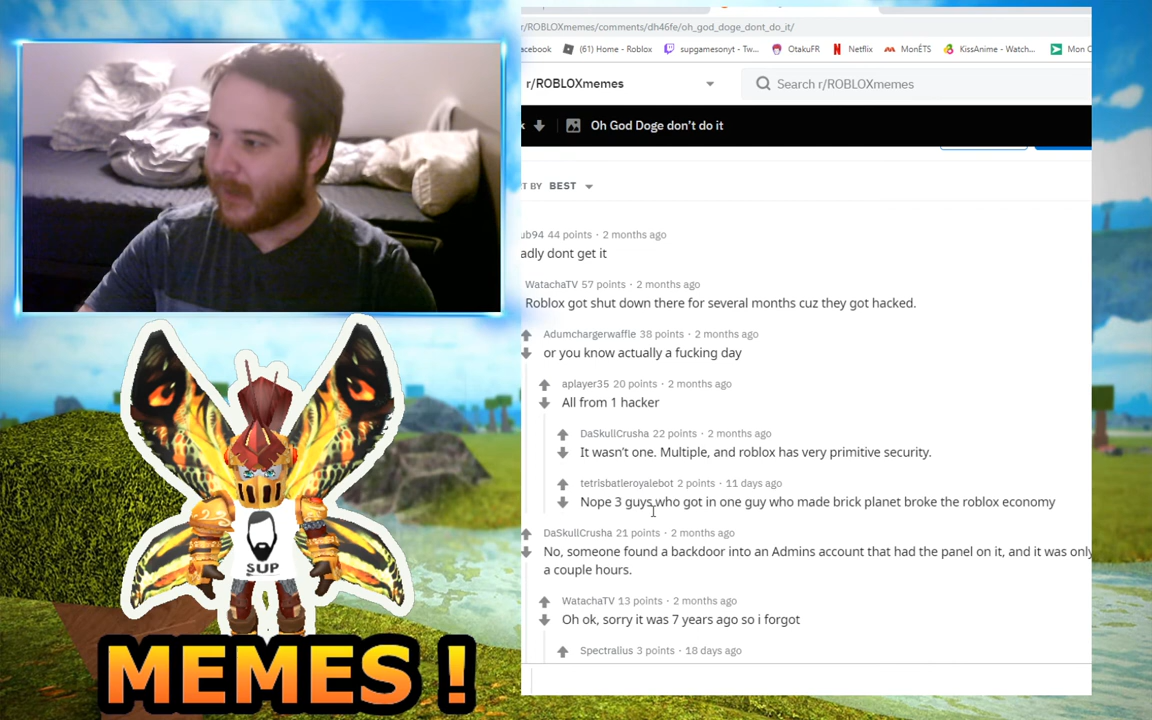 r/ROBLOXmemes/comments/dh46fe/oh_god_doge_dont_do_it/
acebook (61) Home - Roblox supgamesonyt - Tw... OtakuFR Netflix MonÉTS KissAnime - Watch... Mon C
r/ROBLOXmemes Search r/ROBLOXmemes
k Oh God Doge don't do it
T BY BEST
ub94 44 points · 2 months ago
adly dont get it
WatachaTV 57 points · 2 months ago
Roblox got shut down there for several months cuz they got hacked.
Adumchargerwaffle 38 points · 2 months ago
or you know actually a fucking day
aplayer35 20 points · 2 months ago
All from 1 hacker
DaSkullCrusha 22 points · 2 months ago
It wasn't one. Multiple, and roblox has very primitive security.
tetrisbatleroyalebot 2 points · 11 days ago
Nope 3 guys who got in one guy who made brick planet broke the roblox economy
DaSkullCrusha 21 points · 2 months ago
No, someone found a backdoor into an Admins account that had the panel on it, and it was only
a couple hours.
WatachaTV 13 points · 2 months ago
Oh ok, sorry it was 7 years ago so i forgot
Spectralius 3 points · 18 days ago
SUP
MEMES !